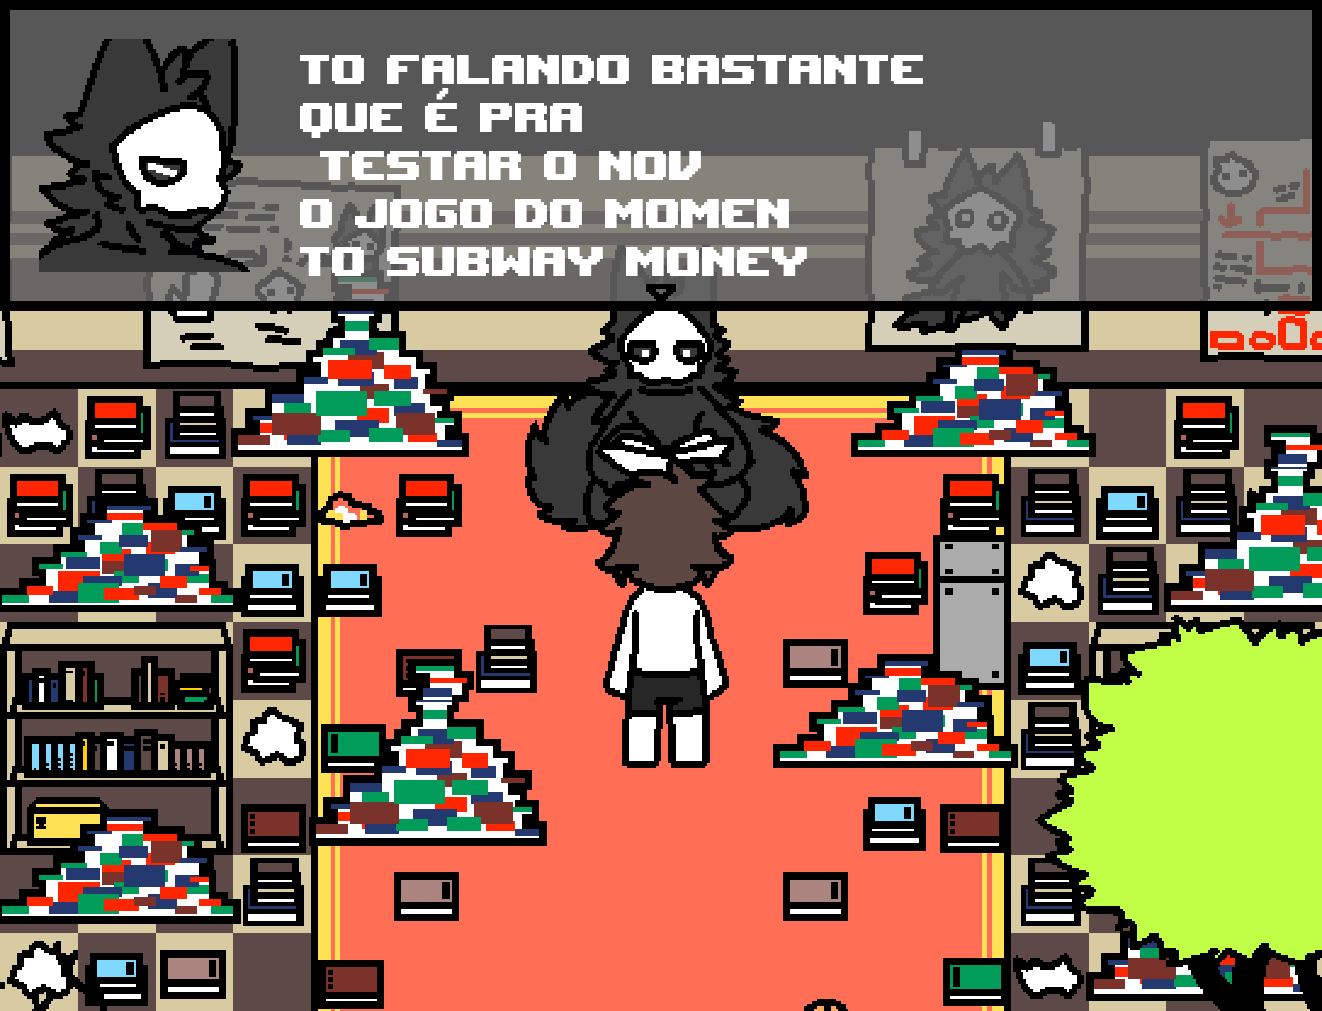 TO FALANDO BASTANTE
QUE É PRA
TESTAR O NOV
O JOGO DO MOMEN
TO SUBWAY MONEY